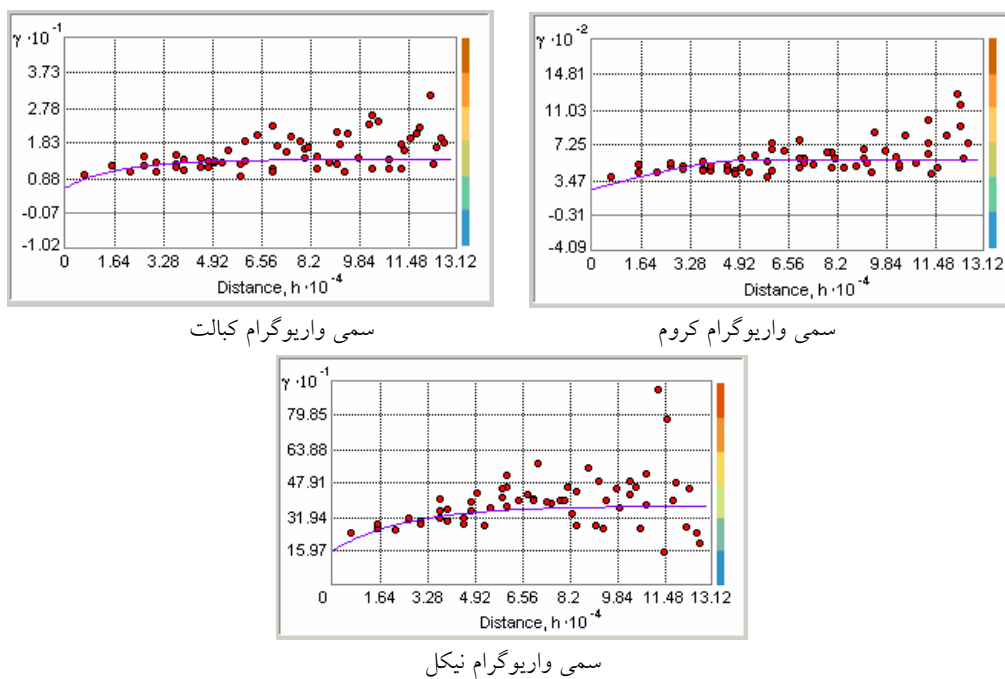 γ ·10⁻¹
3.73
2.78
1.83
0.88
-0.07
-1.02
0 1.64 3.28 4.92 6.56 8.2 9.84 11.48 13.12
Distance, h ·10⁻⁴
سمی واریوگرام کبالت
γ ·10⁻²
14.81
11.03
7.25
3.47
-0.31
-4.09
0 1.64 3.28 4.92 6.56 8.2 9.84 11.48 13.12
Distance, h ·10⁻⁴
سمی واریوگرام کروم
γ ·10⁻¹
79.85
63.88
47.91
31.94
15.97
0 1.64 3.28 4.92 6.56 8.2 9.84 11.48 13.12
Distance, h ·10⁻⁴
سمی واریوگرام نیکل